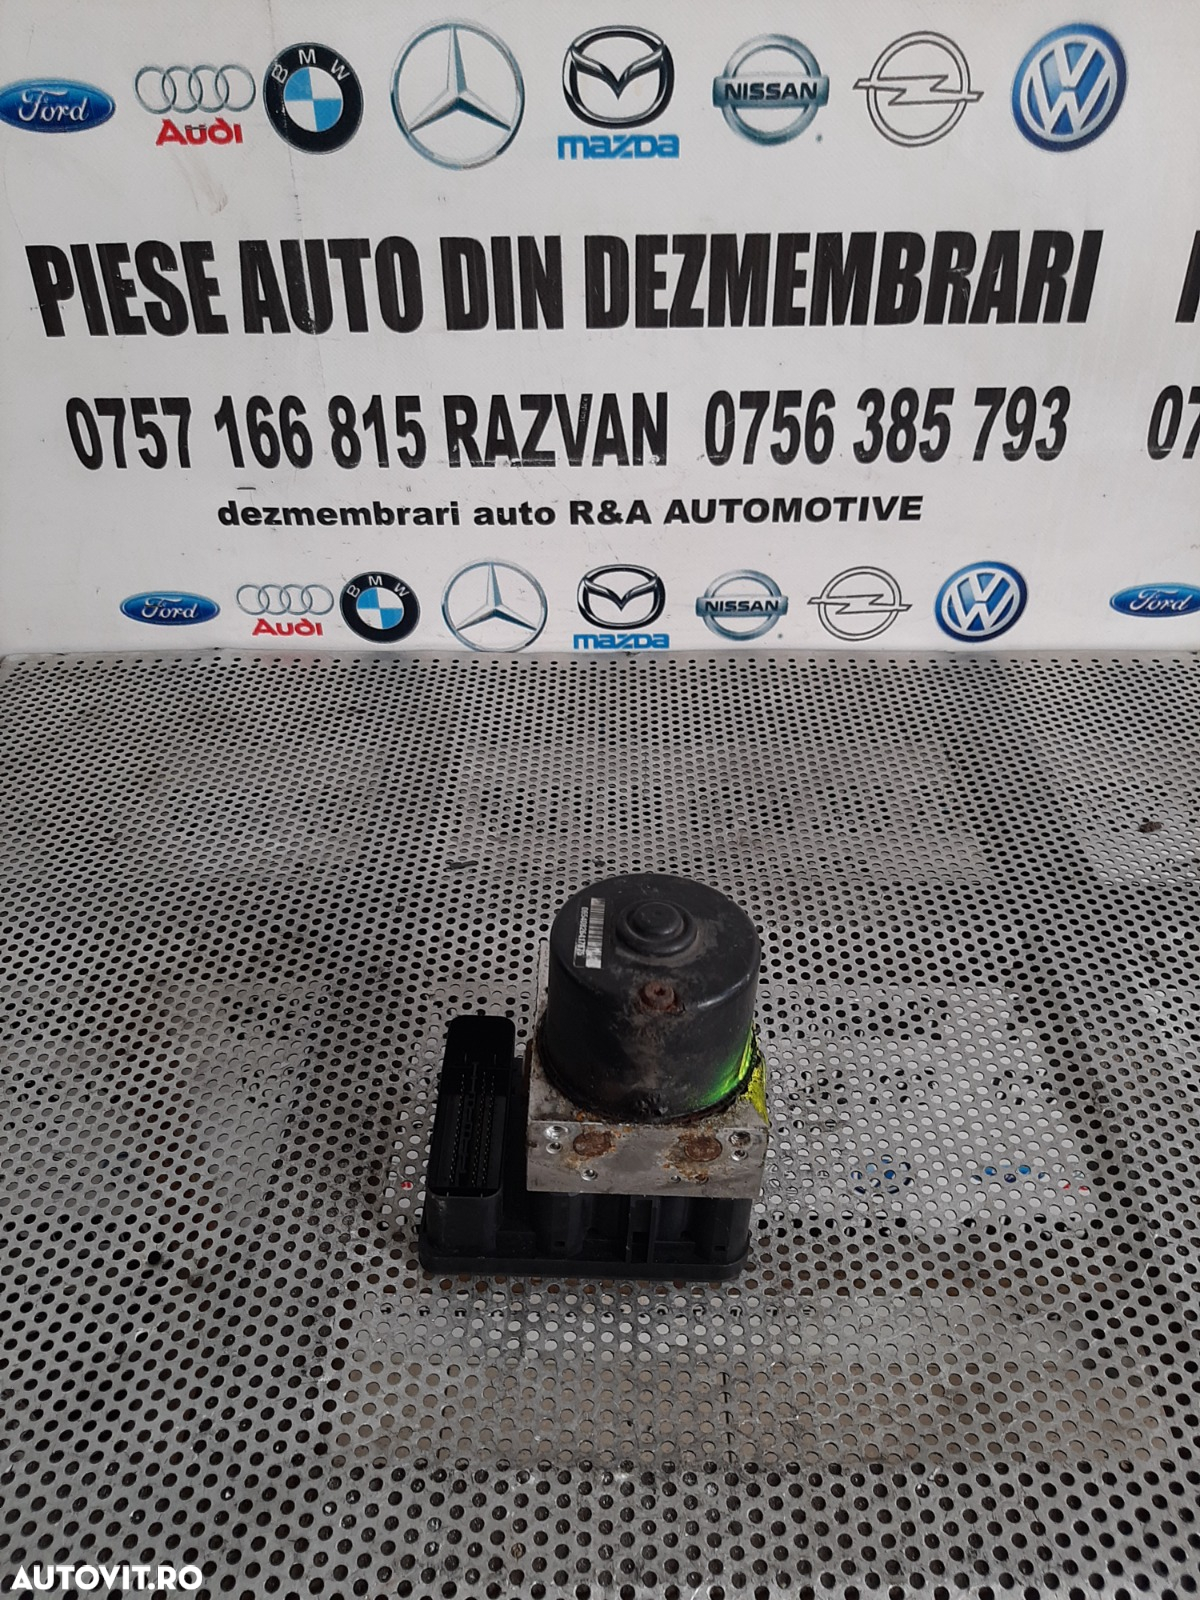 Ford Audi BMW mazda NISSAN
PIESE AUTO DIN DEZMEMBRARI
0757 166 815 RAZVAN 0756 385 793
dezmembrari auto R&A AUTOMOTIVE
Ford Audi BMW mazda NISSAN Ford
AUTOVIT.RO